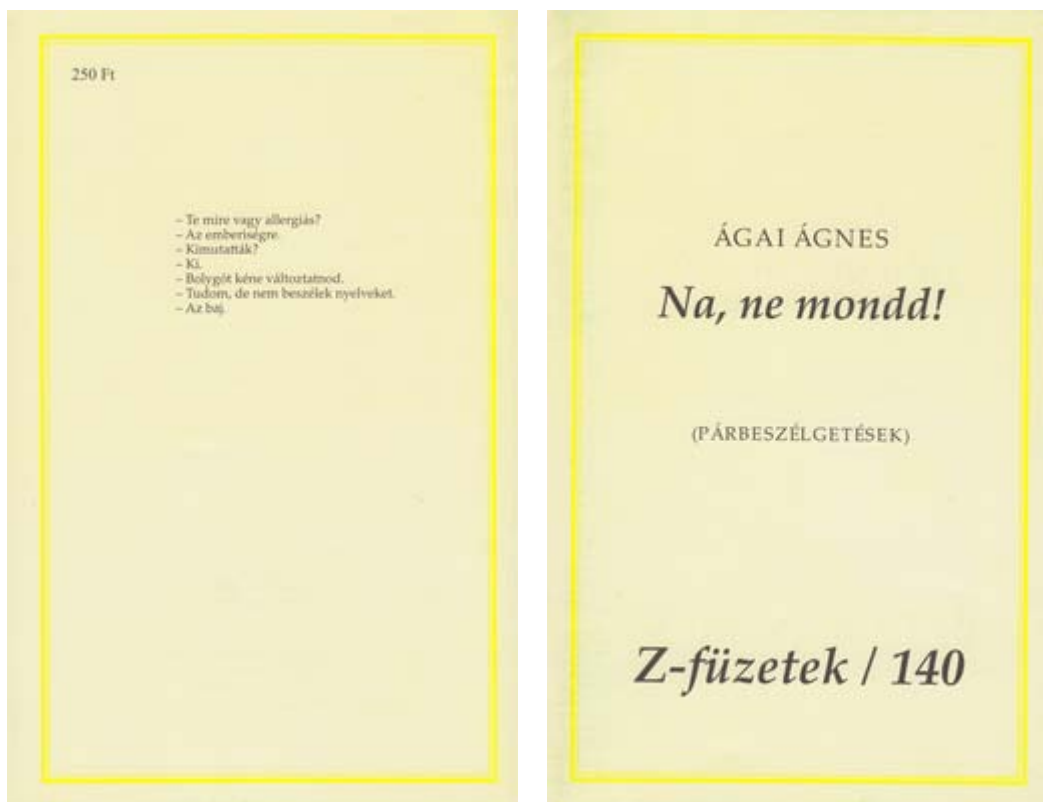 250 Ft
– Te mire vagy allergiás?
– Az emberiségre.
– Kimutatták?
– Ki.
– Bolygót kéne változtatnod.
– Tudom, de nem beszélek nyelveket.
– Az baj.
ÁGAI ÁGNES
Na, ne mondd!
(PÁRBESZÉLGETÉSEK)
Z-füzetek / 140